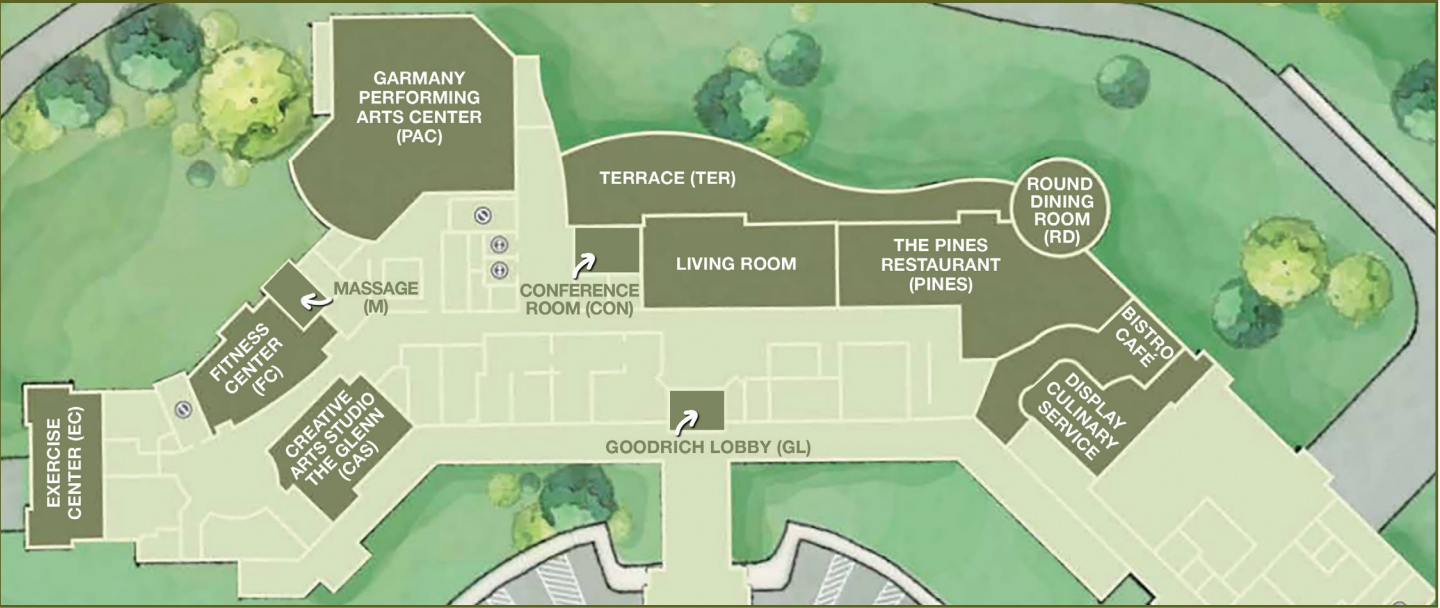 GARMANY
PERFORMING
ARTS CENTER
(PAC)
TERRACE (TER)
ROUND
DINING
ROOM
(RD)
THE PINES
RESTAURANT
(PINES)
LIVING ROOM
CONFERENCE
ROOM (CON)
MASSAGE
(M)
FITNESS
CENTER
(FC)
BISTRO
CAFÉ
DISPLAY
CULINARY
SERVICE
CREATIVE
ARTS STUDIO
THE GLENN
(CAS)
GOODRICH LOBBY (GL)
EXERCISE
CENTER (EC)